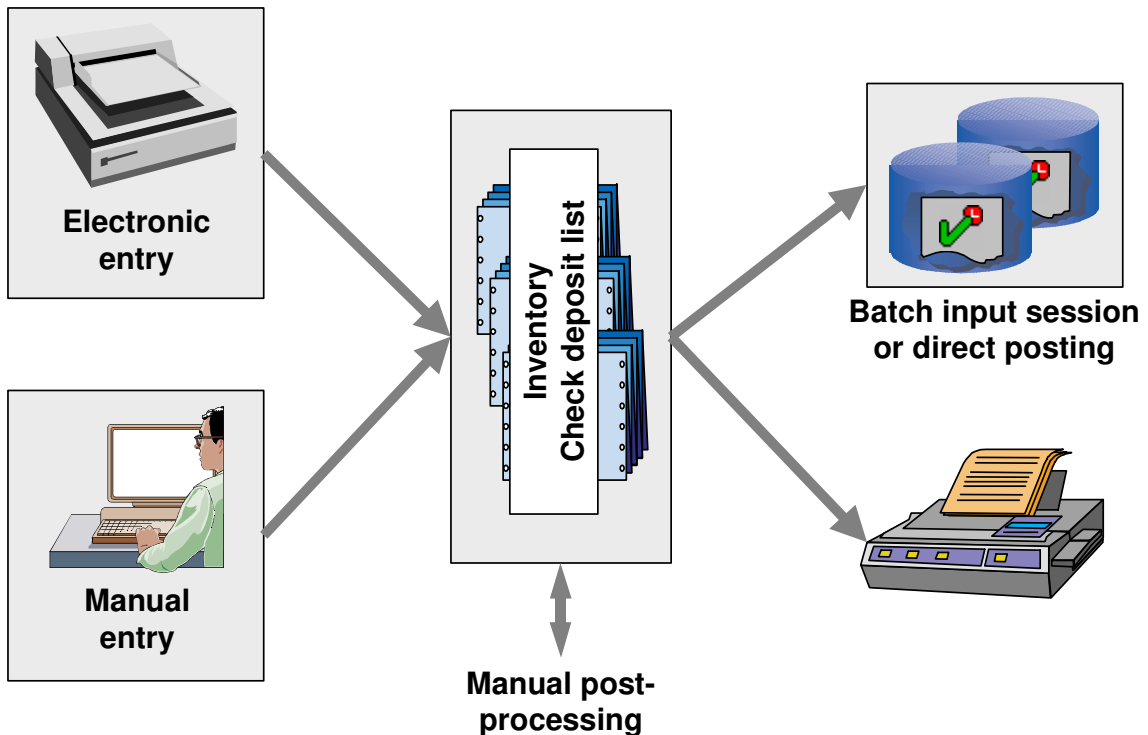 Electronic
entry
Manual
entry
Inventory
Check deposit list
Manual post-
processing
Batch input session
or direct posting